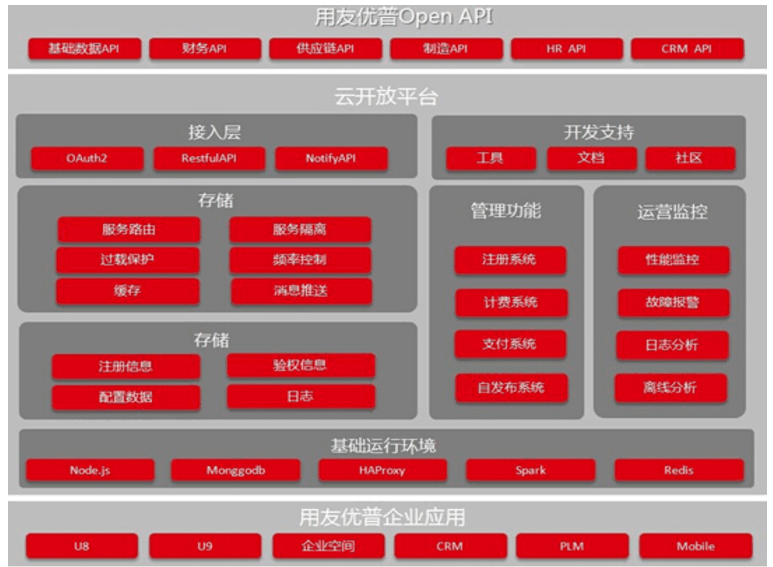 用友优普Open API
基础数据API 财务API 供应链API 制造API HR API CRM API
云开放平台
接入层
OAuth2 RestfulAPI NotifyAPI
开发支持
工具 文档 社区
存储
服务路由 服务隔离
过载保护 频率控制
缓存 消息推送
存储
注册信息 验权信息
配置数据 日志
管理功能
注册系统
计费系统
支付系统
自发布系统
运营监控
性能监控
故障报警
日志分析
离线分析
基础运行环境
Node.js Monggodb HAProxy Spark Redis
用友优普企业应用
U8 U9 企业空间 CRM PLM Mobile